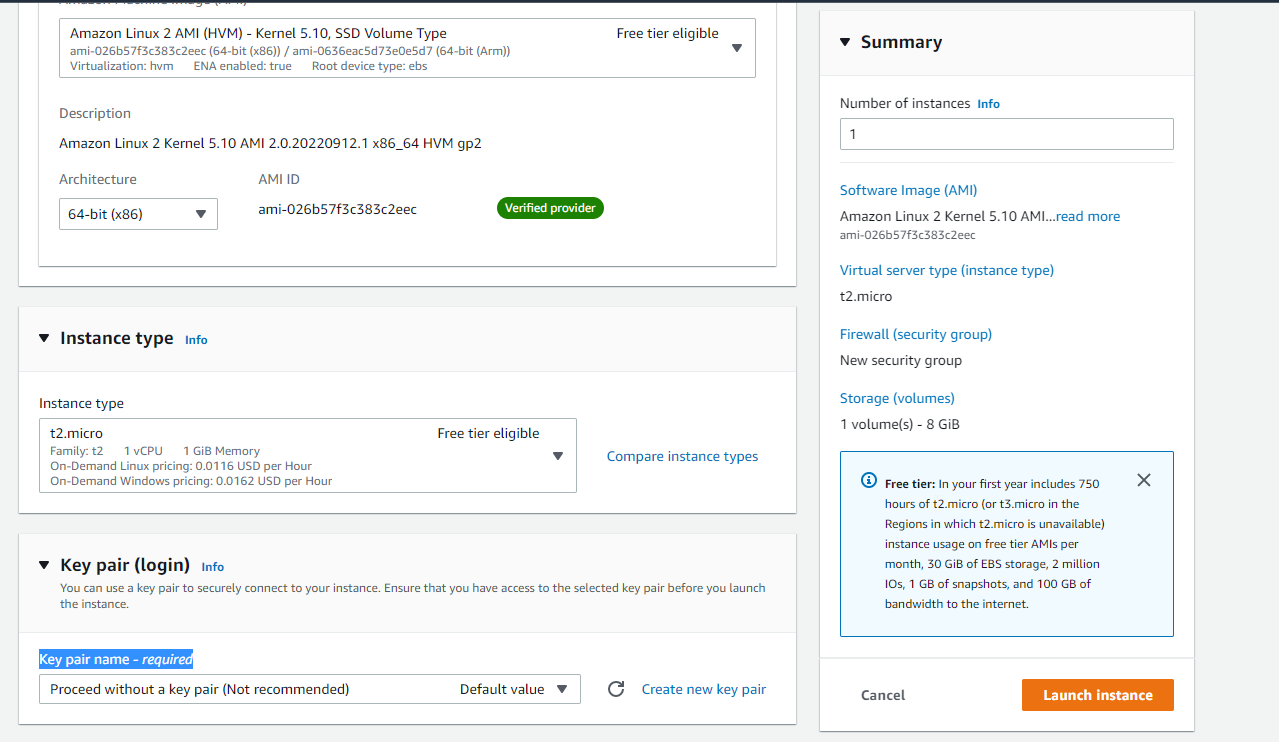 Amazon Linux 2 AMI (HVM) - Kernel 5.10, SSD Volume Type
Free tier eligible
ami-026b57f3c383c2eec (64-bit (x86)) / ami-0636eac5d73e0e5d7 (64-bit (Arm))
Virtualization: hvm ENA enabled: true Root device type: ebs
Description
Amazon Linux 2 Kernel 5.10 AMI 2.0.20220912.1 x86_64 HVM gp2
Architecture
AMI ID
64-bit (x86)
ami-026b57f3c383c2eec
Verified provider
Instance type Info
Instance type
t2.micro
Free tier eligible
Family: t2 1 vCPU 1 GiB Memory
On-Demand Linux pricing: 0.0116 USD per Hour
On-Demand Windows pricing: 0.0162 USD per Hour
Compare instance types
Key pair (login) Info
You can use a key pair to securely connect to your instance. Ensure that you have access to the selected key pair before you launch
the instance.
Key pair name - required
Proceed without a key pair (Not recommended)
Default value
Create new key pair
Summary
Number of instances Info
1
Software Image (AMI)
Amazon Linux 2 Kernel 5.10 AMI...read more
ami-026b57f3c383c2eec
Virtual server type (instance type)
t2.micro
Firewall (security group)
New security group
Storage (volumes)
1 volume(s) - 8 GiB
Free tier: In your first year includes 750
hours of t2.micro (or t3.micro in the
Regions in which t2.micro is unavailable)
instance usage on free tier AMIs per
month, 30 GiB of EBS storage, 2 million
IOs, 1 GB of snapshots, and 100 GB of
bandwidth to the internet.
Cancel
Launch instance